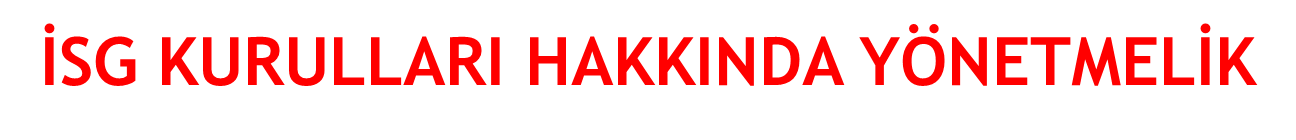 İSG KURULLARI HAKKINDA YÖNETMELİK